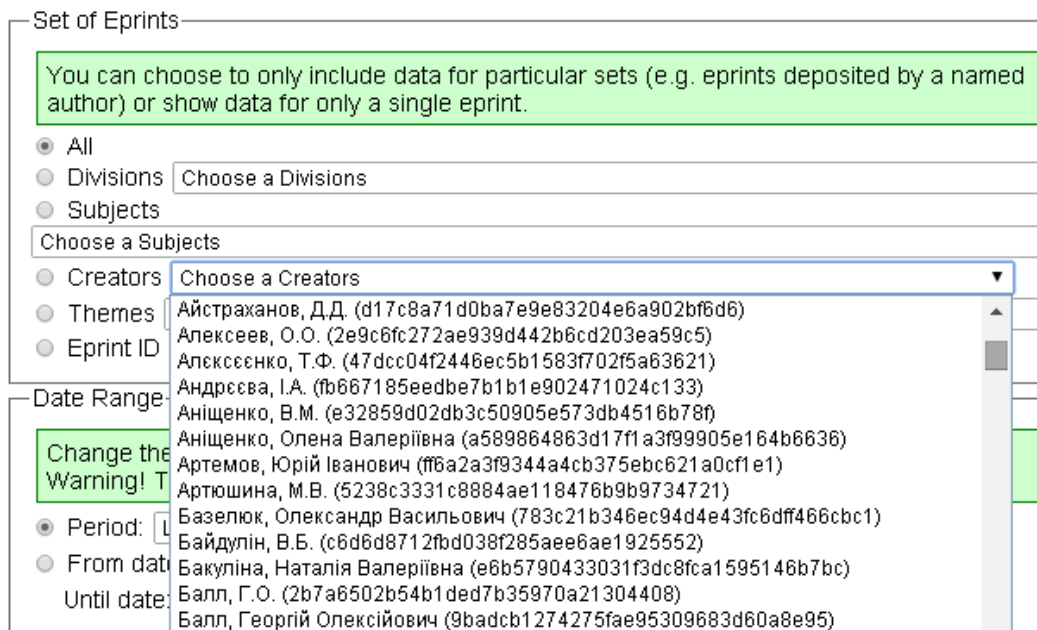 Set of Eprints
You can choose to only include data for particular sets (e.g. eprints deposited by a named
author) or show data for only a single eprint.
All
Divisions Choose a Divisions
Subjects
Choose a Subjects
Creators Choose a Creators
Themes
Eprint ID
Айстраханов, Д.Д. (d17c8a71d0ba7e9e83204e6a902bf6d6)
Алексеев, О.О. (2e9c6fc272ae939d442b6cd203ea59c5)
Алєксєєнко, Т.Ф. (47dcc04f2446ec5b1583f702f5a63621)
Андрєєва, І.А. (fb667185eedbe7b1b1e902471024c133)
Аніщенко, В.М. (e32859d02db3c50905e573db4516b78f)
Аніщенко, Олена Валеріївна (a589864863d17f1a3f99905e164b6636)
Артемов, Юрій Іванович (ff6a2a3f9344a4cb375ebc621a0cf1e1)
Артюшина, М.В. (5238c3331c8884ae118476b9b9734721)
Базелюк, Олександр Васильович (783c21b346ec94d4e43fc6dff466cbc1)
Байдулін, В.Б. (c6d6d8712fbd038f285aee6ae1925552)
Бакуліна, Наталія Валеріївна (e6b5790433031f3dc8fca1595146b7bc)
Балл, Г.О. (2b7a6502b54b1ded7b35970a21304408)
Балл, Георгій Олексійович (9badcb1274275fae95309683d60a8e95)
Date Range
Change the
Warning!
Period:
From date
Until date: